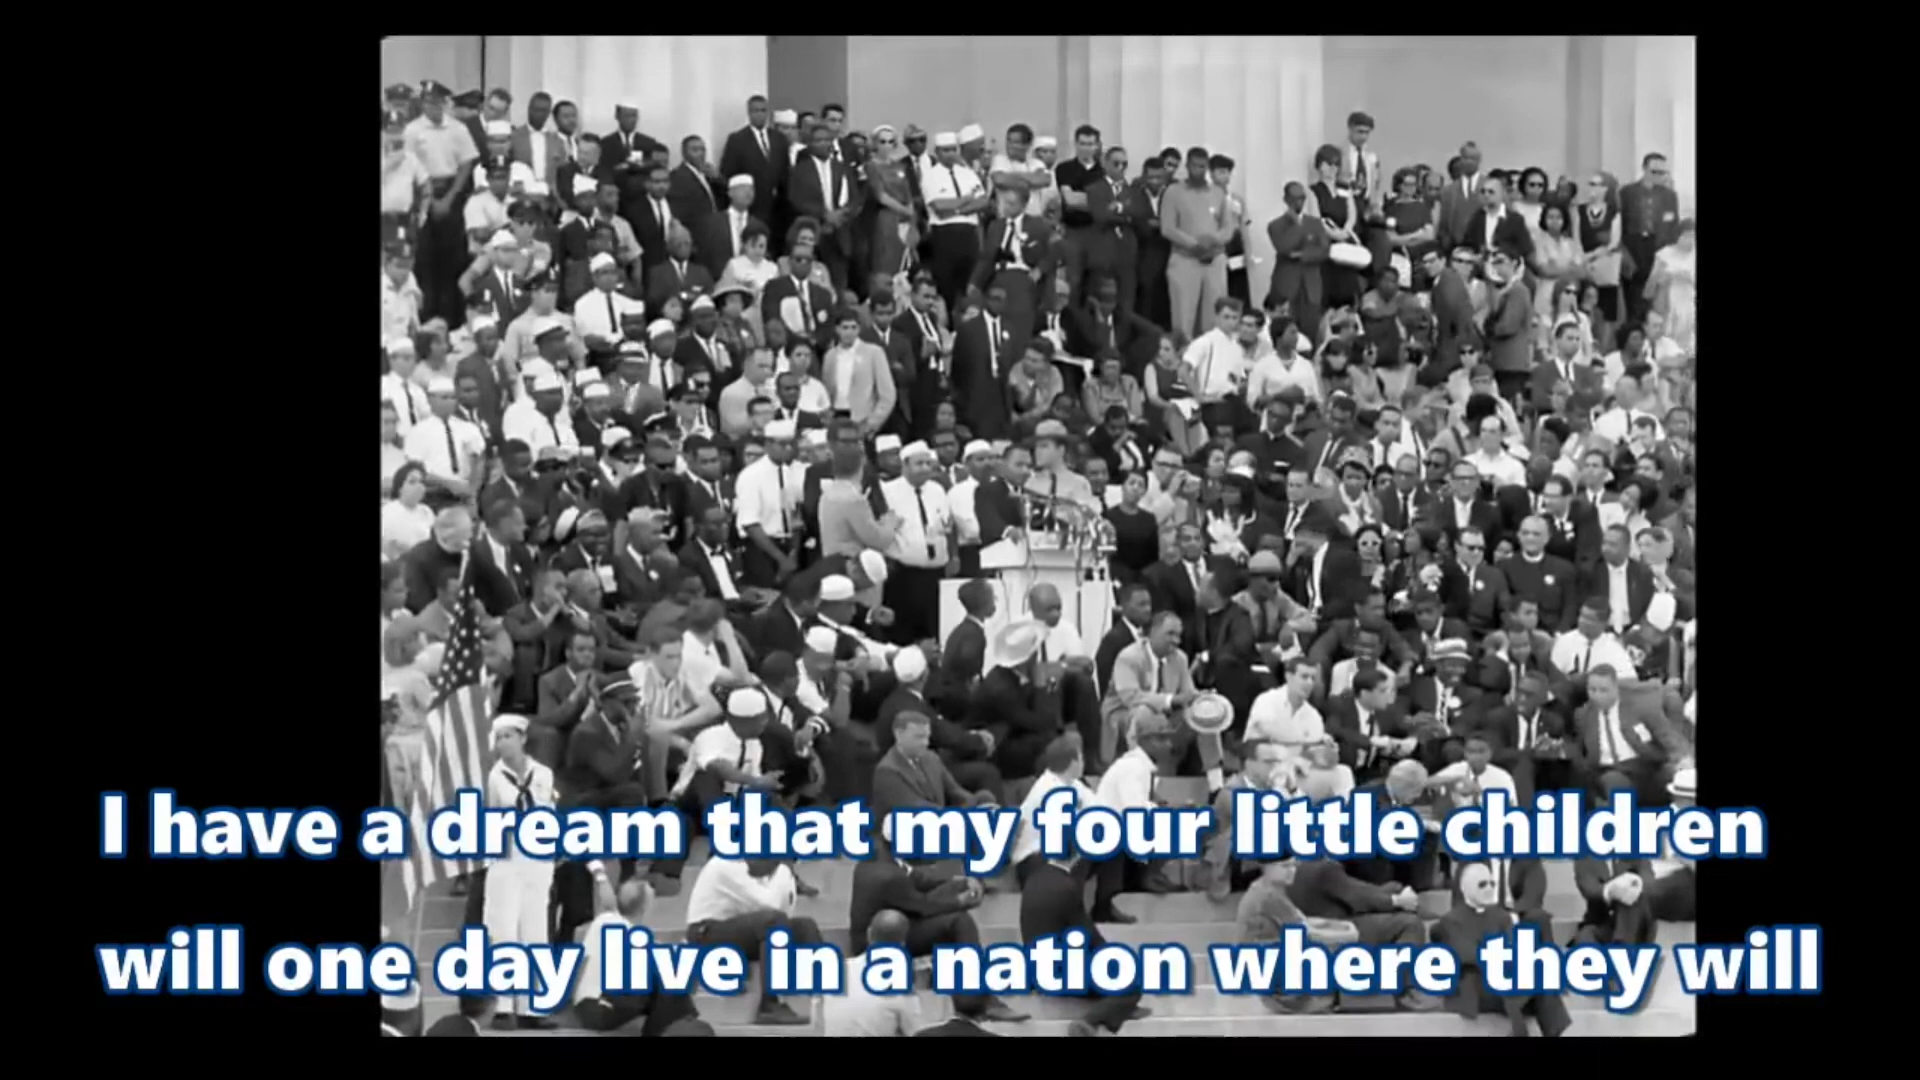 I have a dream that my four little children
will one day live in a nation where they will